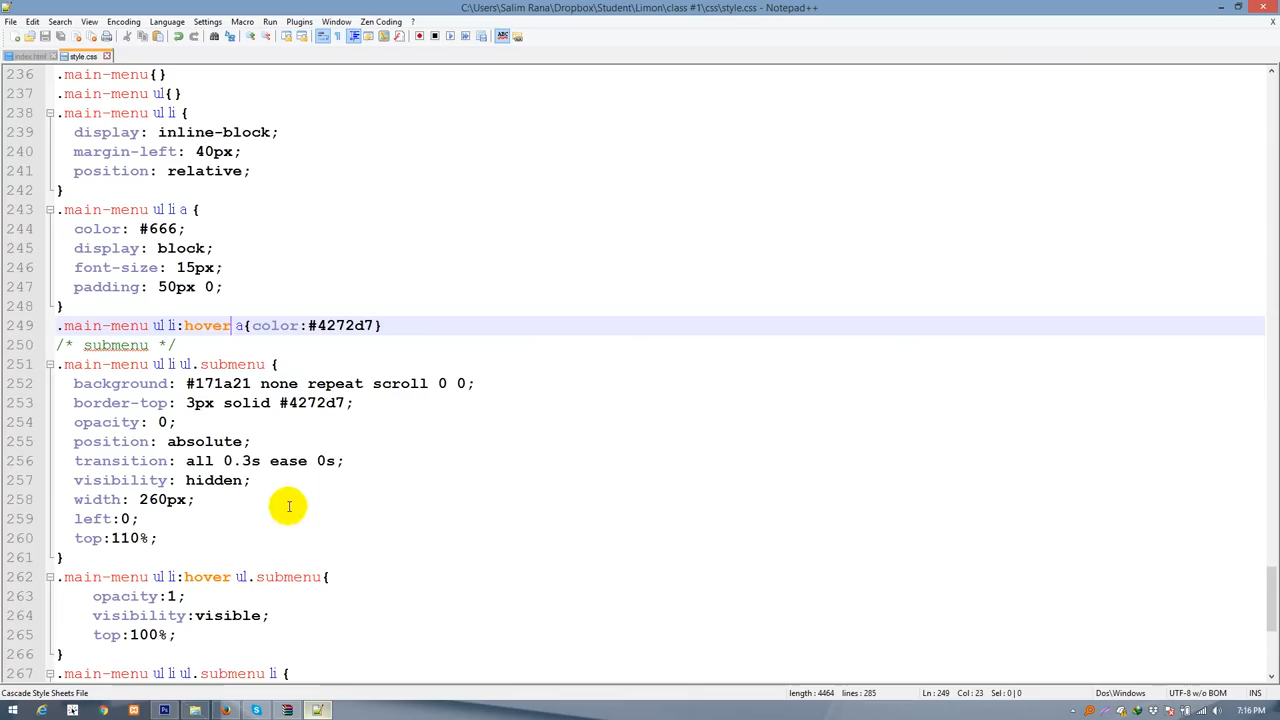 C:\Users\Salim Rana\Dropbox\Student\Limon\class #1\css\style.css - Notepad++
File Edit Search View Encoding Language Settings Macro Run Plugins Window Zen Coding ? X
index.html style.css
236 .main-menu{}
237 .main-menu ul{}
238 .main-menu ul li {
239 display: inline-block;
240 margin-left: 40px;
241 position: relative;
242 }
243 .main-menu ul li a {
244 color: #666;
245 display: block;
246 font-size: 15px;
247 padding: 50px 0;
248 }
249 .main-menu ul li:hover a{color:#4272d7}
250 /* submenu */
251 .main-menu ul li ul.submenu {
252 background: #171a21 none repeat scroll 0 0;
253 border-top: 3px solid #4272d7;
254 opacity: 0;
255 position: absolute;
256 transition: all 0.3s ease 0s;
257 visibility: hidden;
258 width: 260px;
259 left:0;
260 top:110%;
261 }
262 .main-menu ul li:hover ul.submenu{
263 opacity:1;
264 visibility:visible;
265 top:100%;
266 }
267 .main-menu ul li ul.submenu li {
Cascade Style Sheets File length : 4464 lines : 285 Ln : 249 Col : 23 Sel : 0 | 0 Dos\Windows UTF-8 w/o BOM INS
7:16 PM